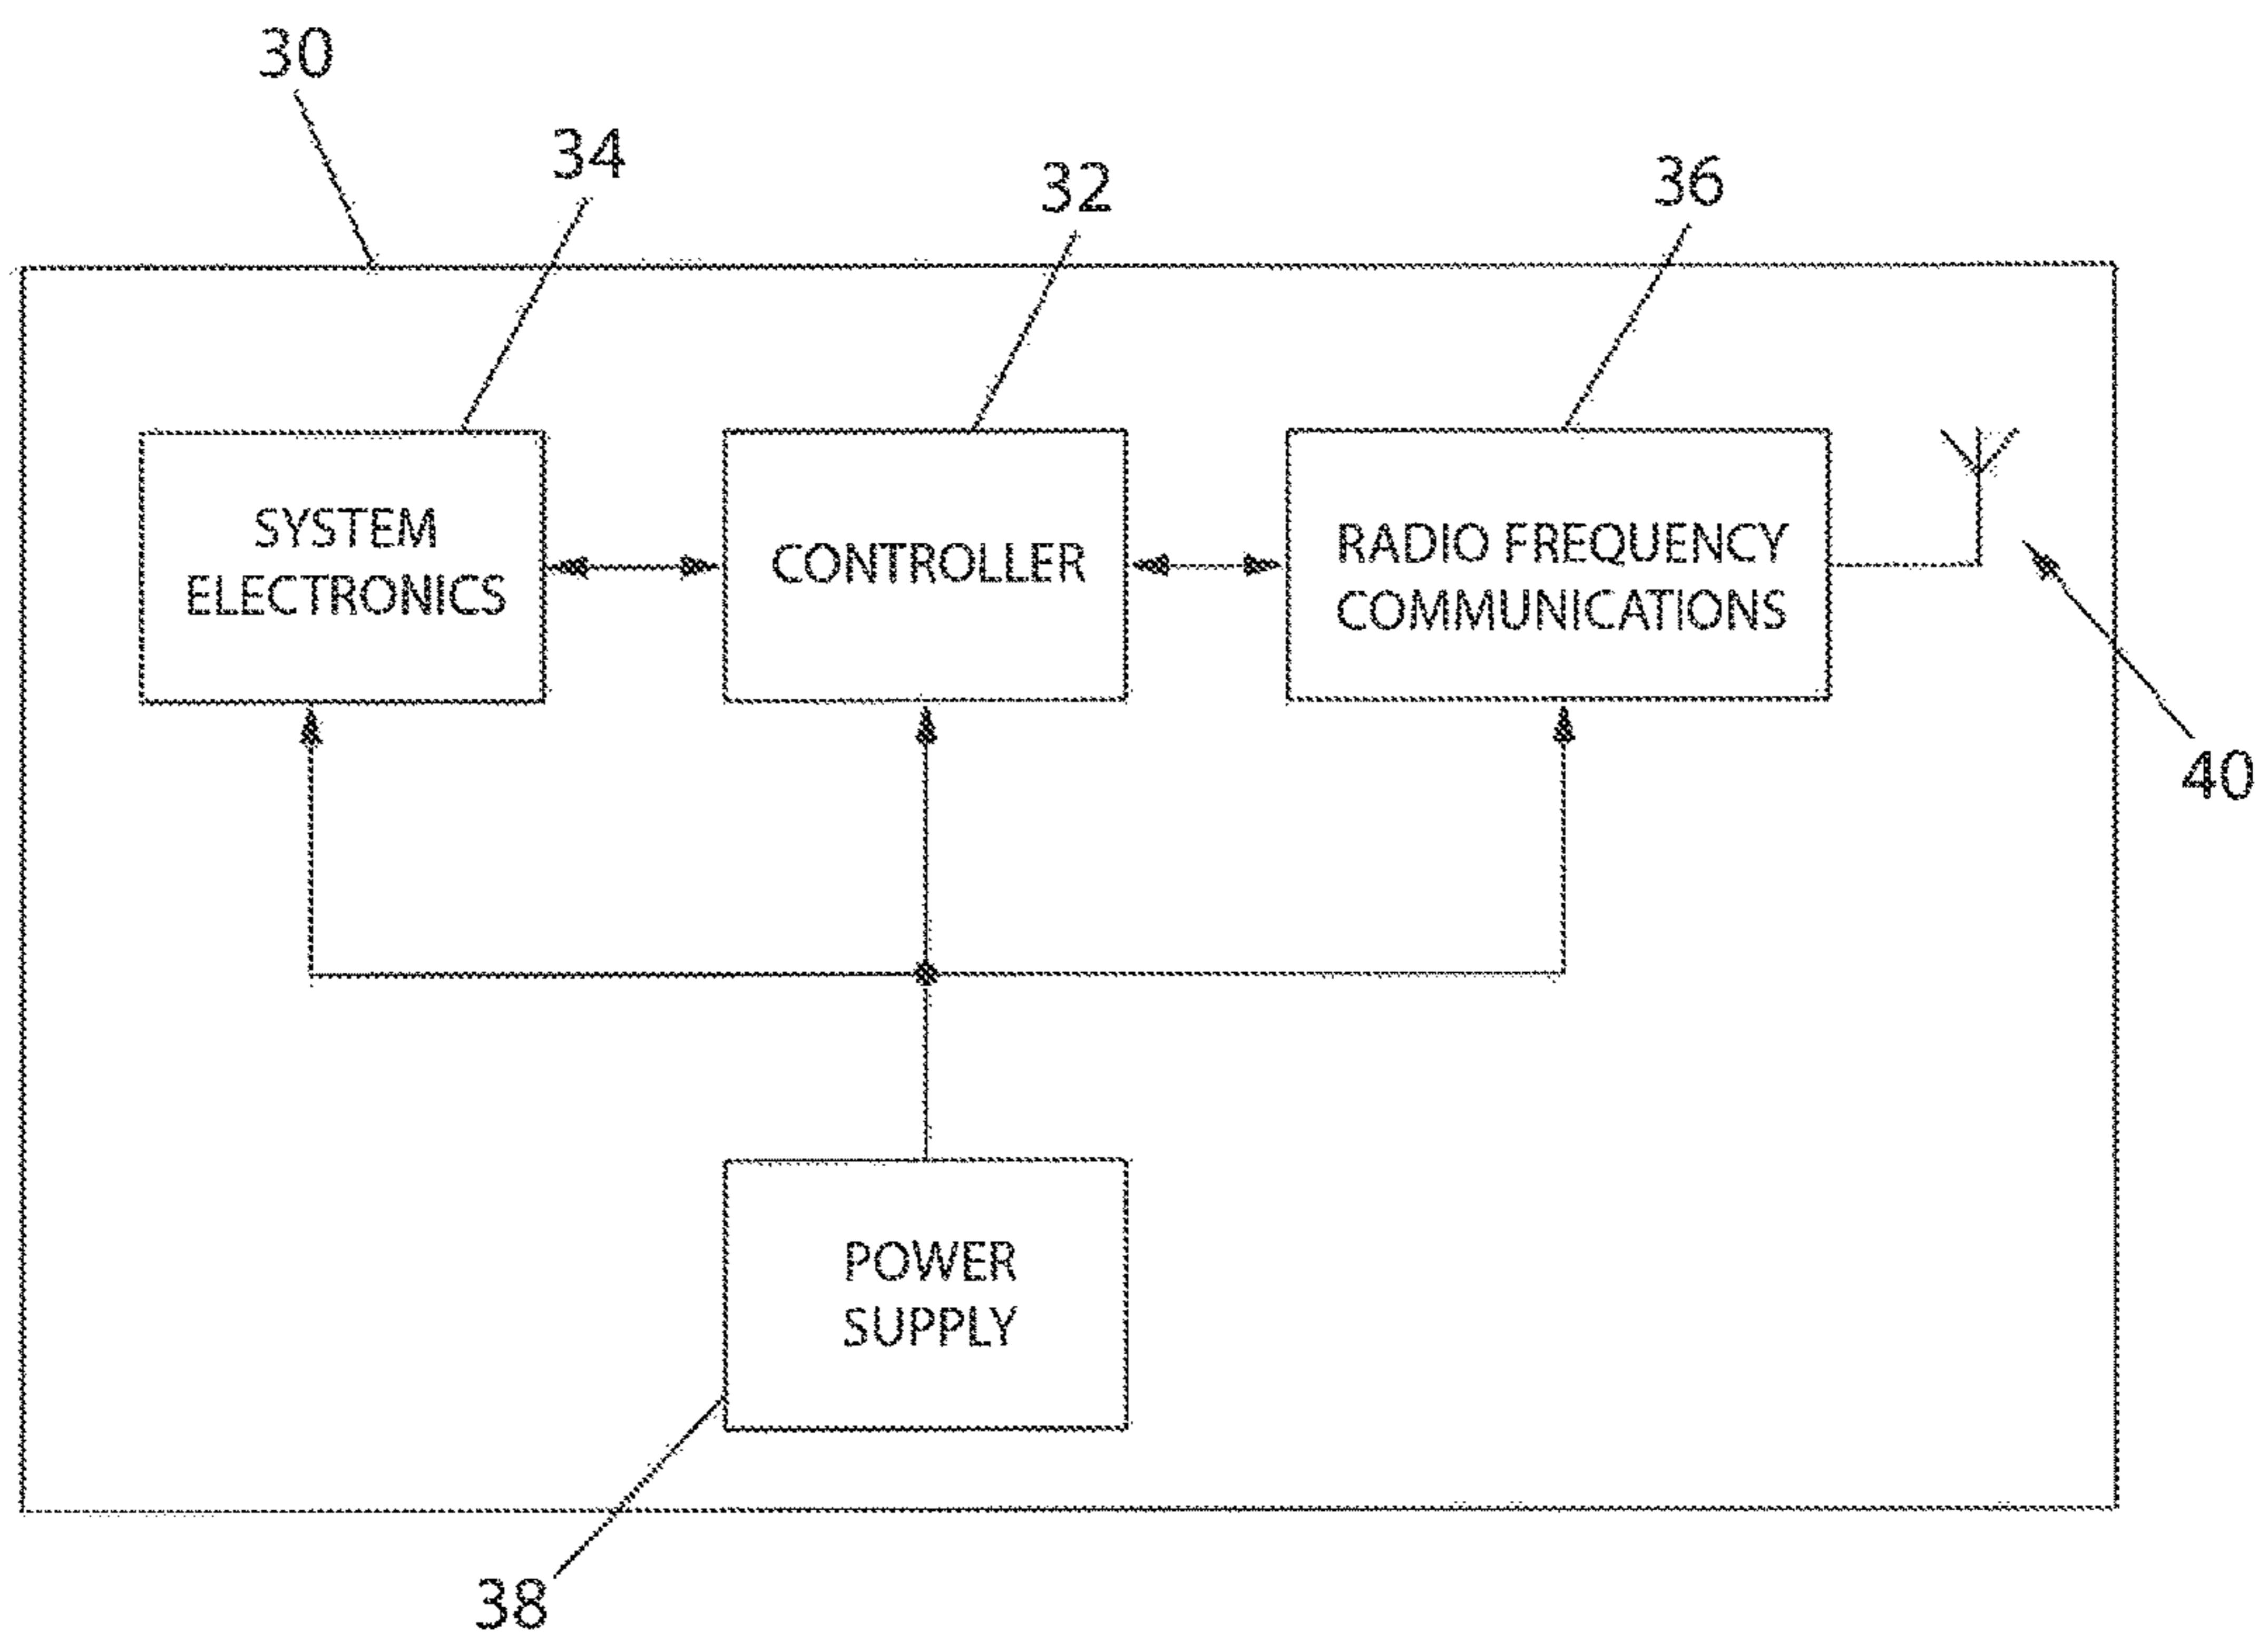 30
34
32
36
SYSTEM
ELECTRONICS
CONTROLLER
RADIO FREQUENCY
COMMUNICATIONS
40
POWER
SUPPLY
38